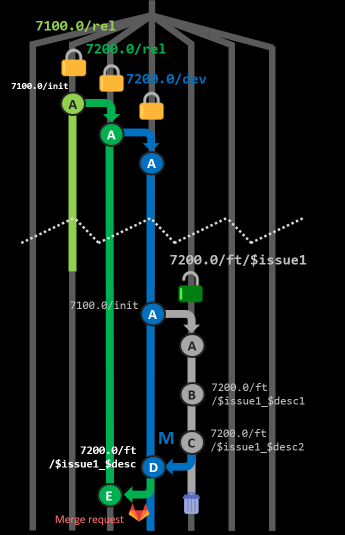 7100.0/rel
7200.0/rel
7200.0/dev
7100.0/init
A
A
A
7200.0/ft/$issue1
7100.0/init
A
A
B
7200.0/ft
/$issue1_$desc1
M
C
7200.0/ft
/$issue1_$desc2
7200.0/ft
/$issue1_$desc
D
E
Merge request